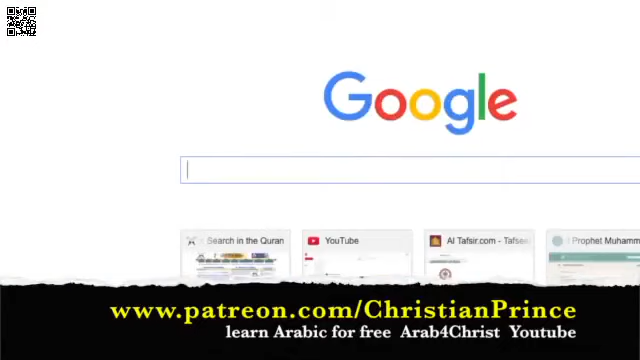 Google
Search in the Quran
YouTube
Al Tafsir.com - Tafsee
Prophet Muhamm
www.patreon.com/ChristianPrince
learn Arabic for free Arab4Christ Youtube